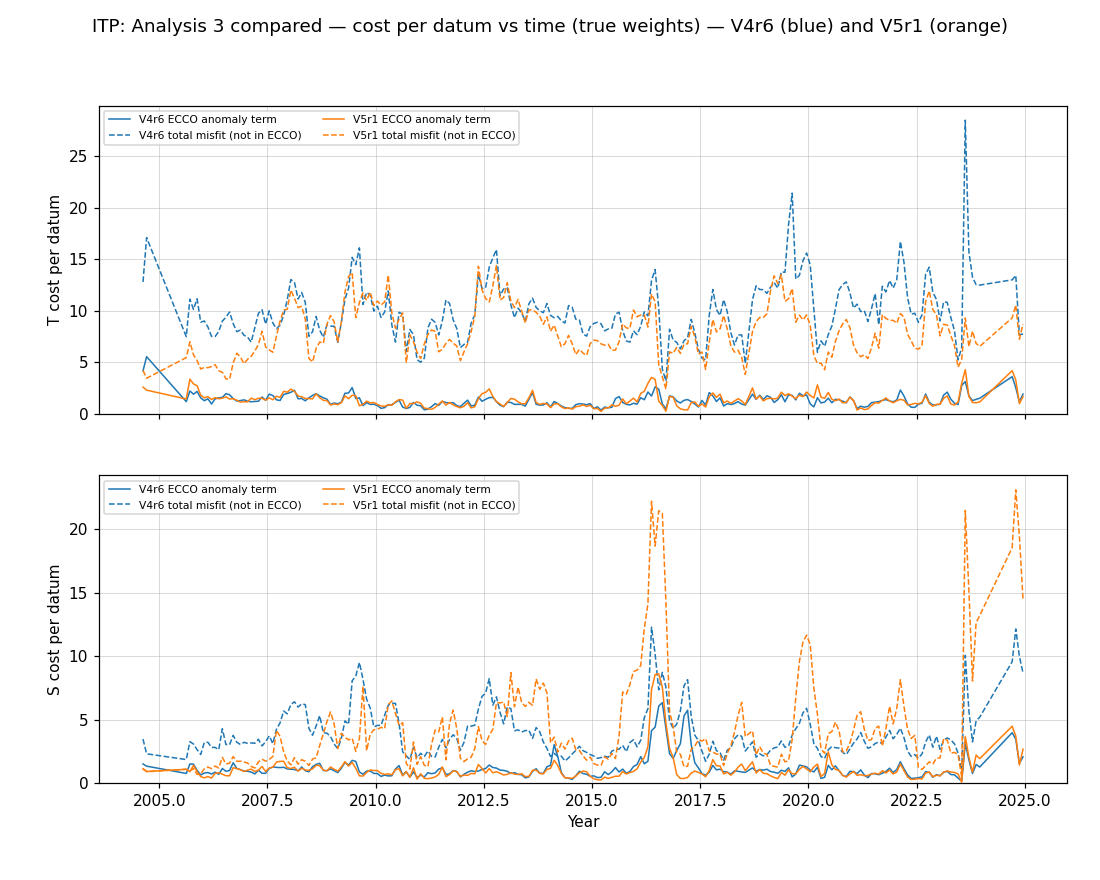 ITP: Analysis 3 compared — cost per datum vs time (true weights) — V4r6 (blue) and V5r1 (orange)
V4r6 ECCO anomaly term
V4r6 total misfit (not in ECCO)
V5r1 ECCO anomaly term
V5r1 total misfit (not in ECCO)
T cost per datum
25
20
15
10
5
0
V4r6 ECCO anomaly term
V4r6 total misfit (not in ECCO)
V5r1 ECCO anomaly term
V5r1 total misfit (not in ECCO)
S cost per datum
20
15
10
5
0
2005.0 2007.5 2010.0 2012.5 2015.0 2017.5 2020.0 2022.5 2025.0
Year